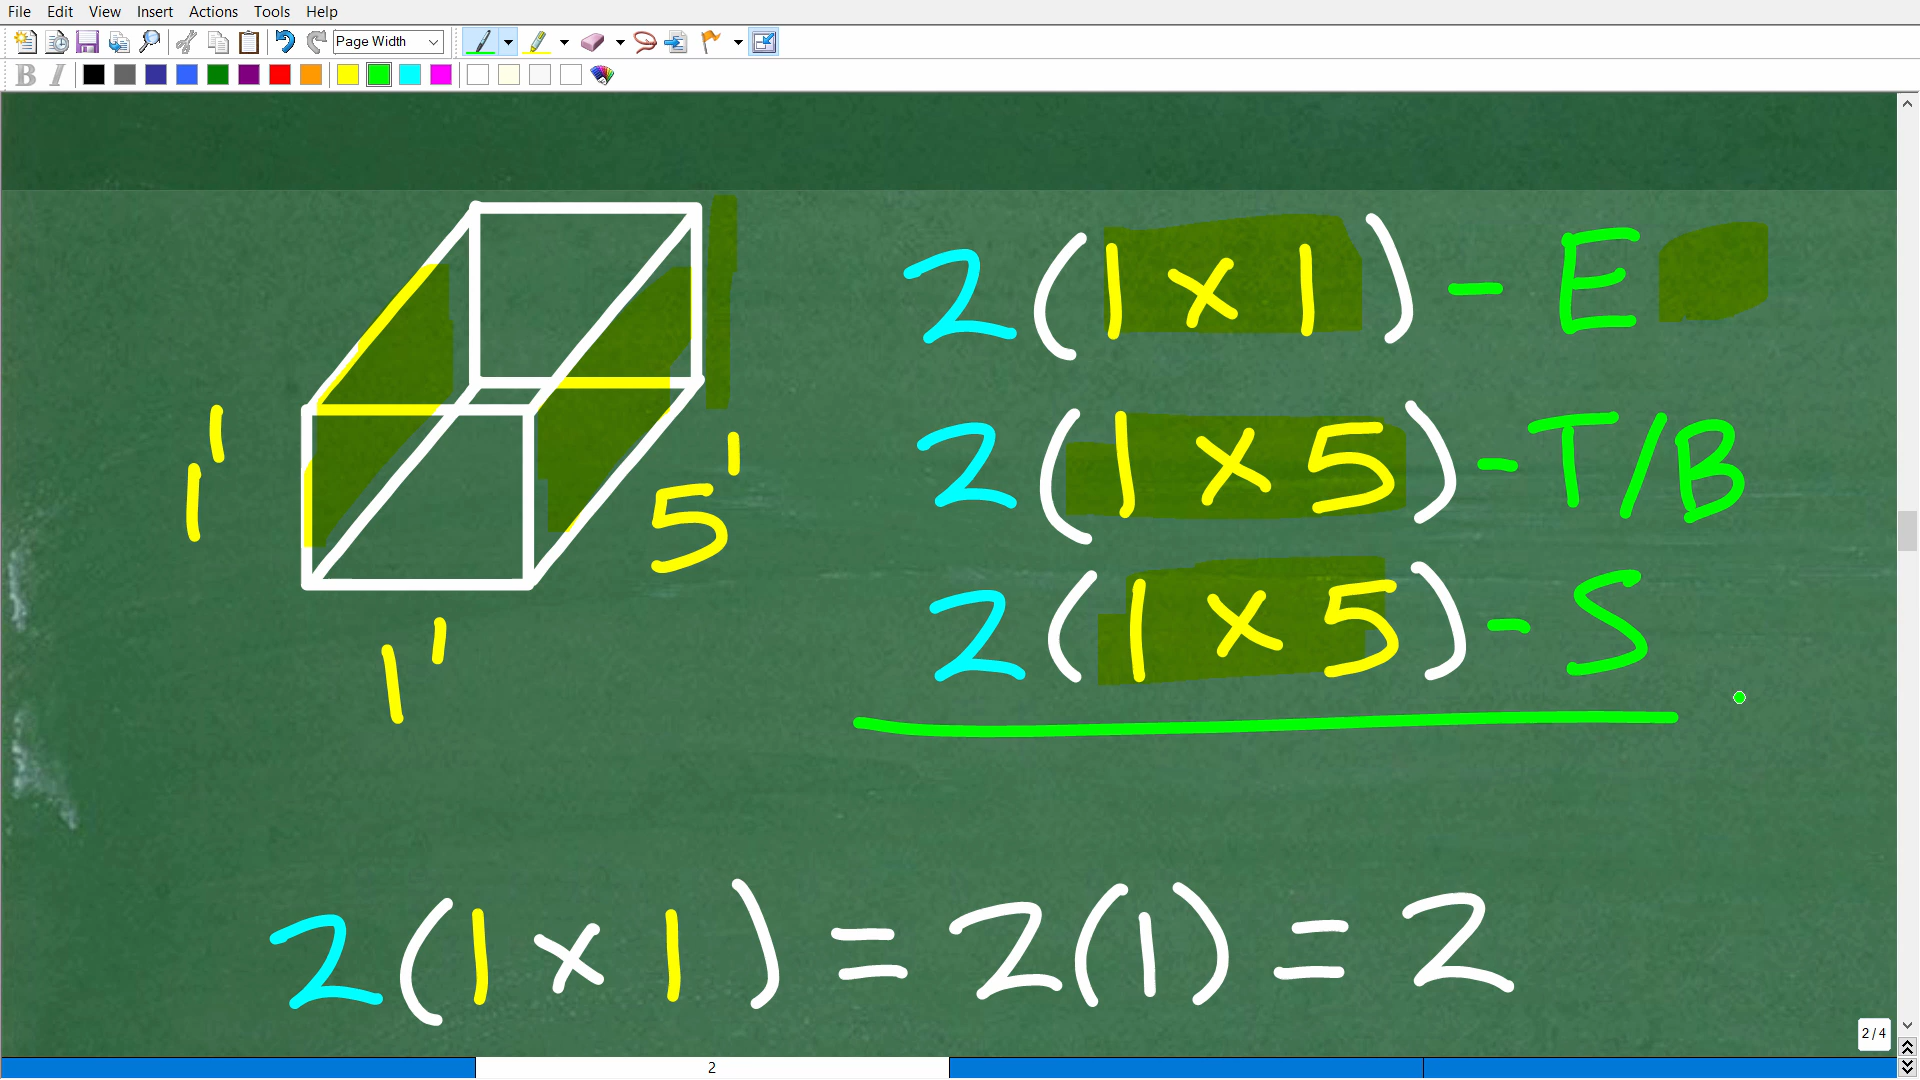 File Edit View Insert Actions Tools Help
Page Width
B I
2(1 × 1) - E
2(1 × 5) - T/B
2(1 × 5) - S
1'
5'
1'
2(1 × 1) = 2(1) = 2
2 / 4
2